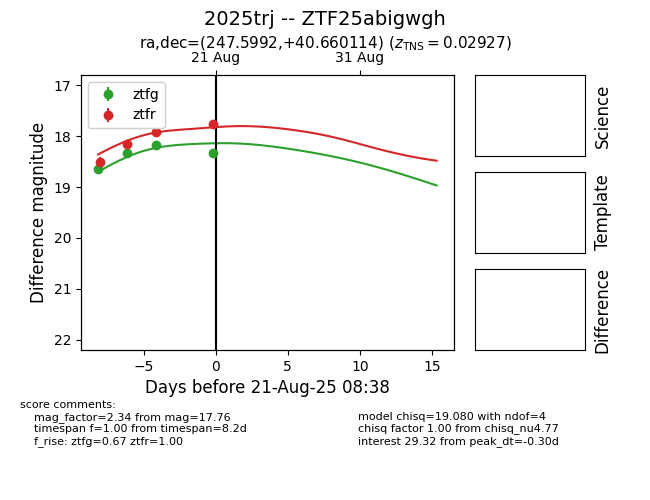 2025trj -- ZTF25abigwgh
ra,dec=(247.5992,+40.660114) (zTNS = 0.02927)
21 Aug 31 Aug
ztfg
ztfr
17
18
19
20
21
22
Difference magnitude
−5 0 5 10 15
Days before 21-Aug-25 08:38
Science
Template
Difference
score comments:
mag_factor=2.34 from mag=17.76
timespan f=1.00 from timespan=8.2d
f_rise: ztfg=0.67 ztfr=1.00
model chisq=19.080 with ndof=4
chisq factor 1.00 from chisq_nu4.77
interest 29.32 from peak_dt=-0.30d